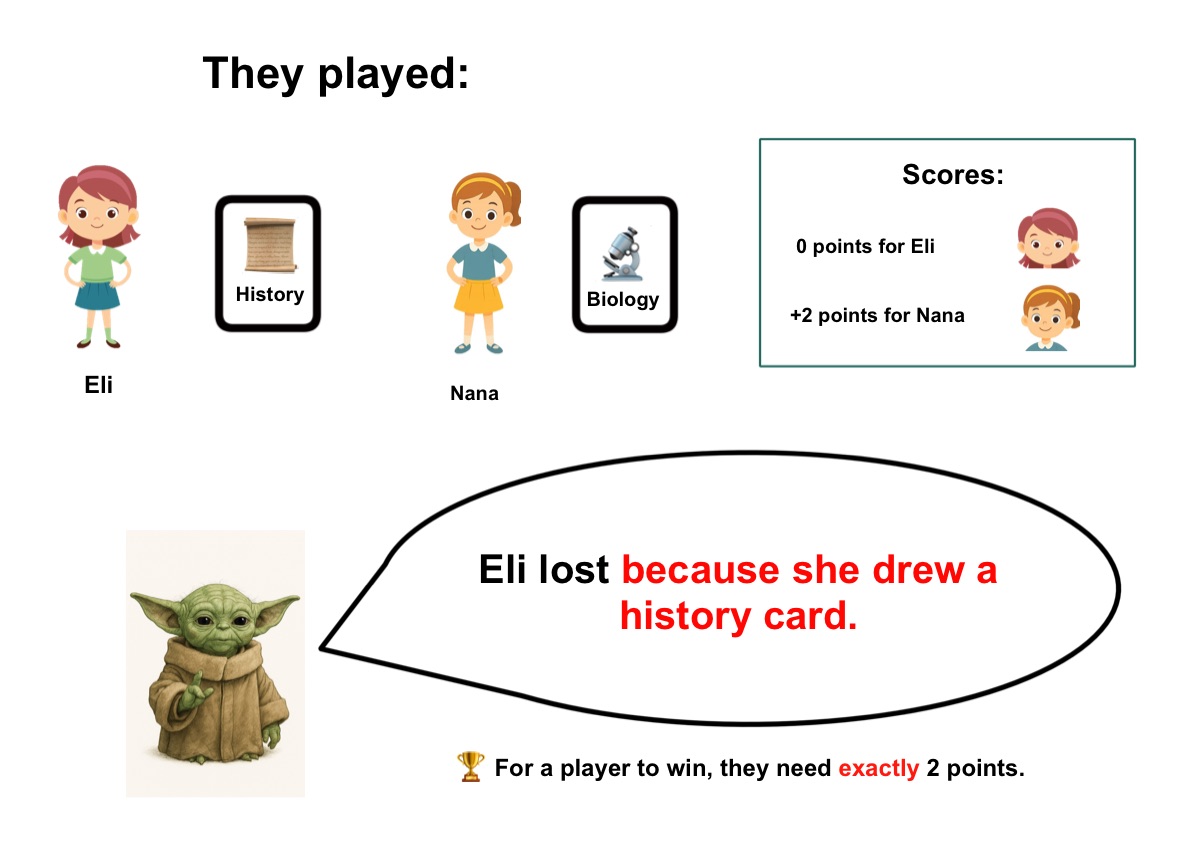 They played:
History
Biology
Eli
Nana
Scores:
0 points for Eli
+2 points for Nana
Eli lost because she drew a
history card.
🏆 For a player to win, they need exactly 2 points.